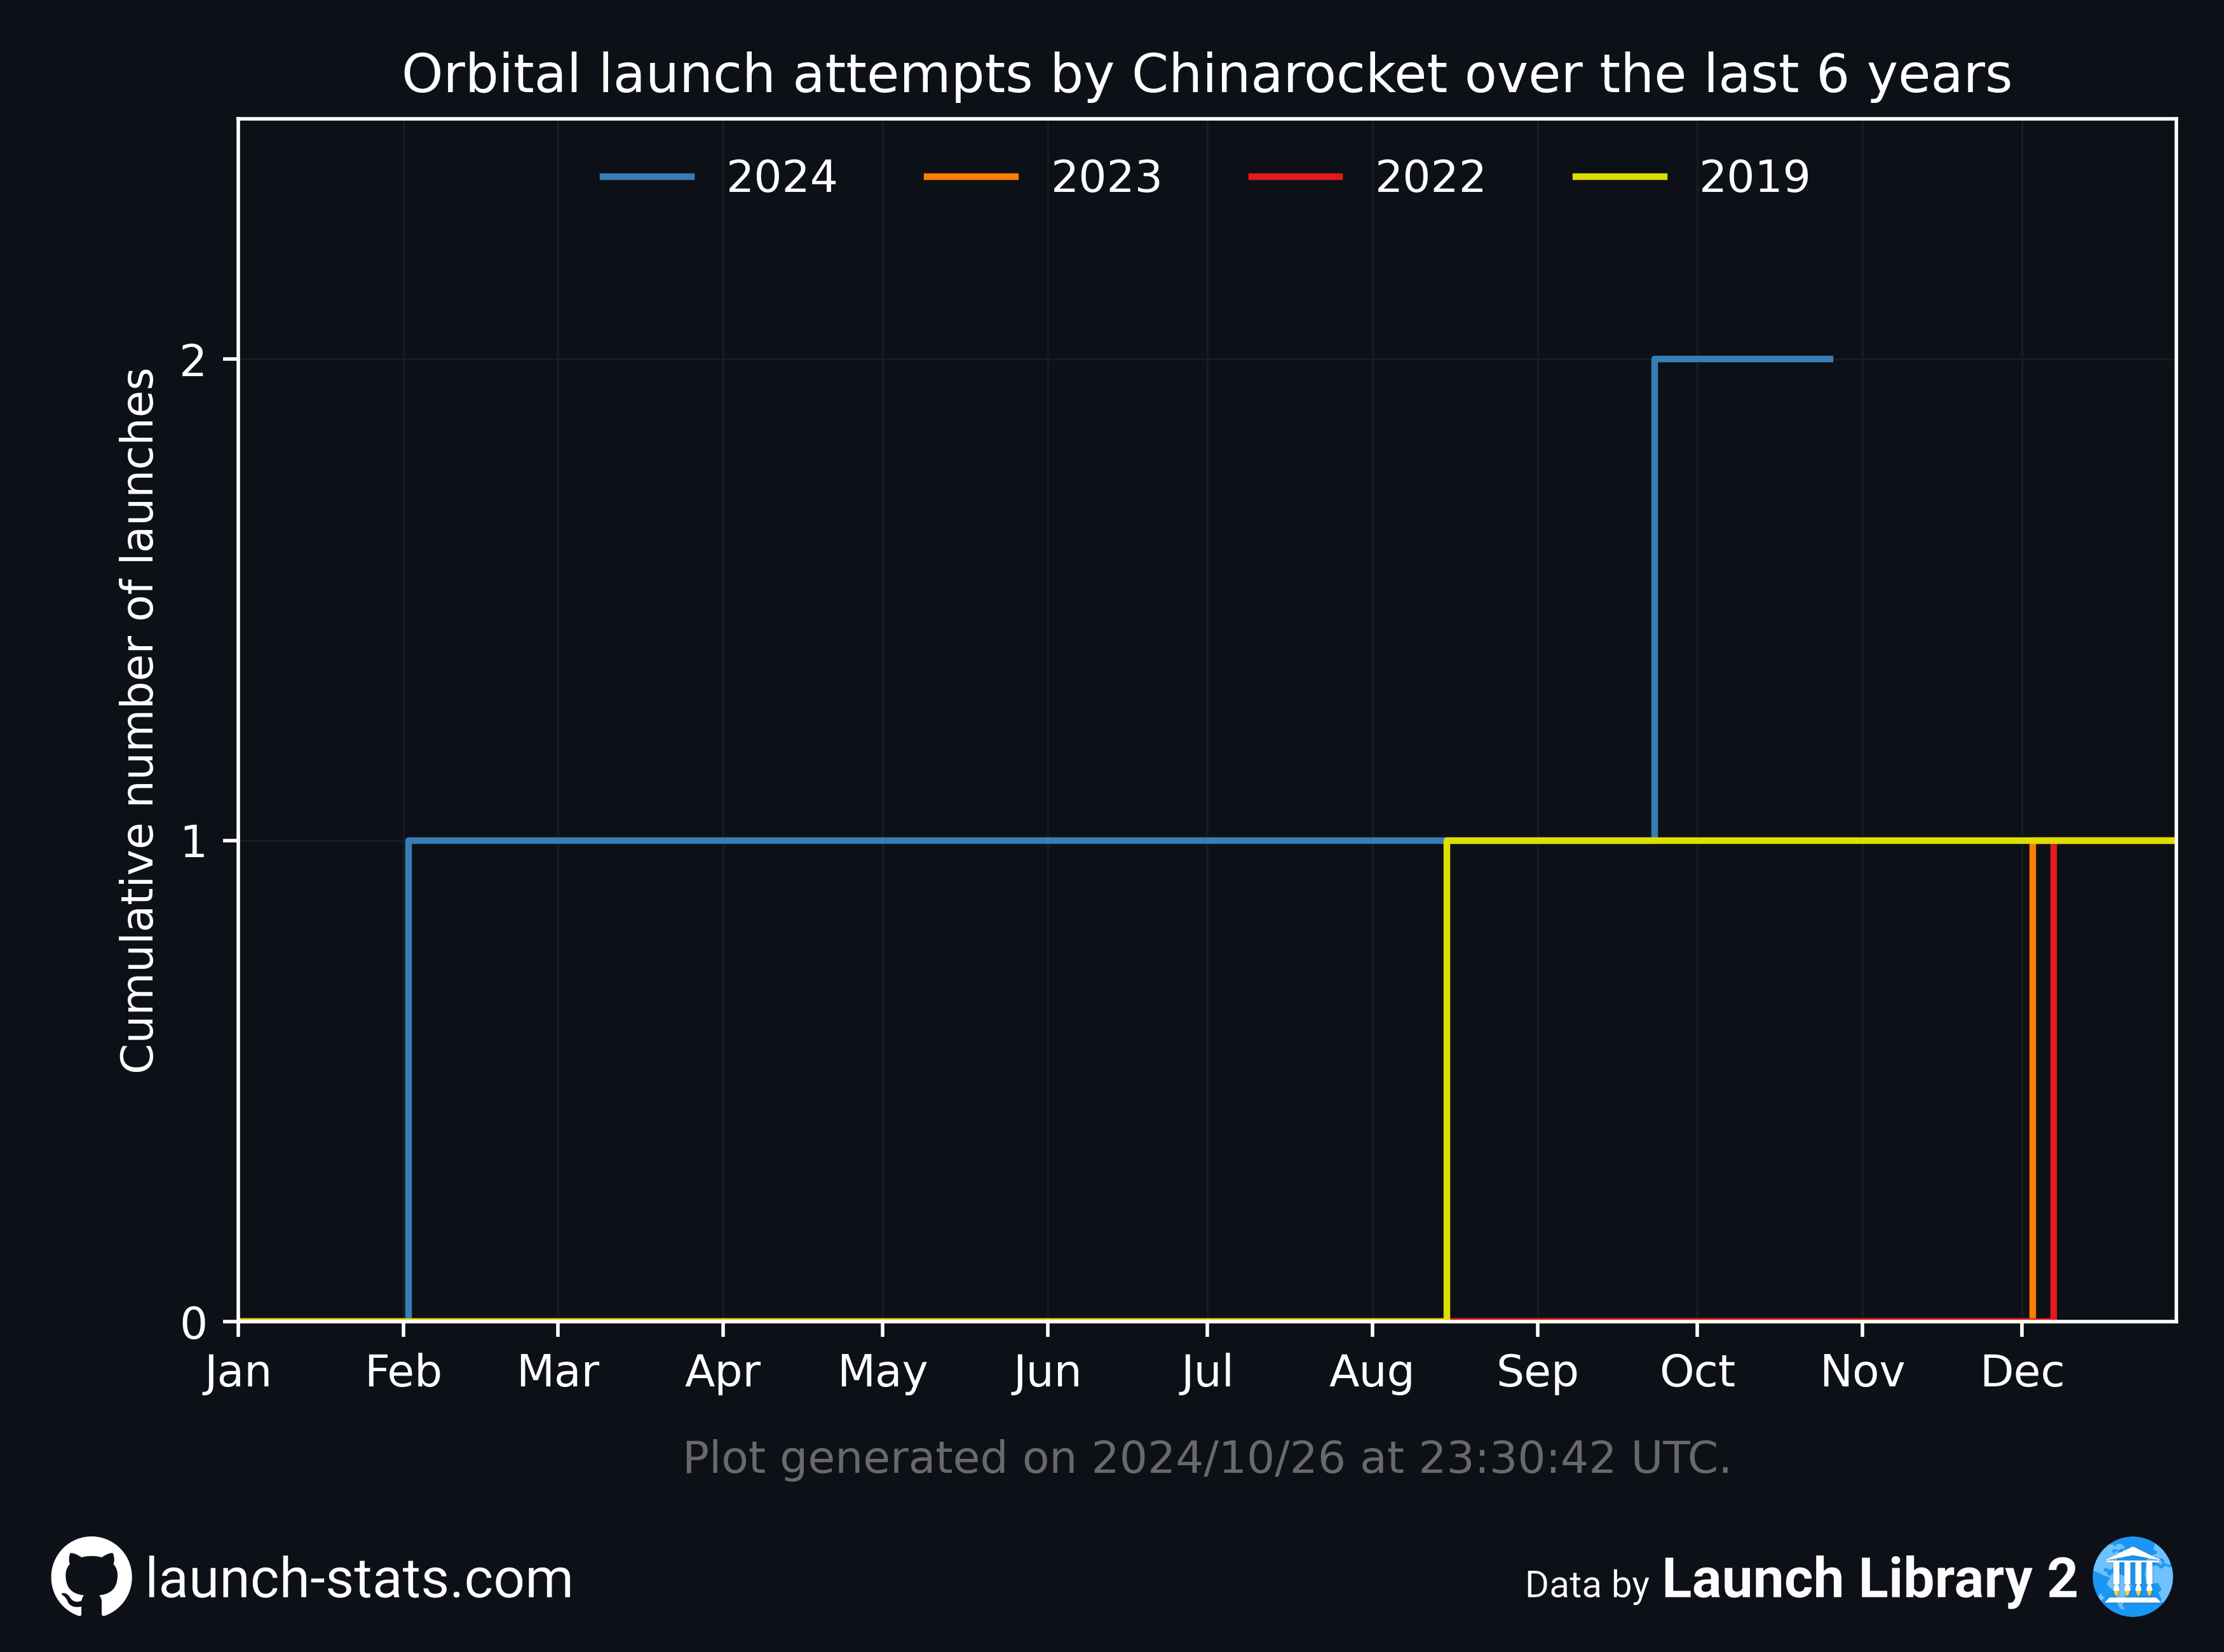 Orbital launch attempts by Chinarocket over the last 6 years
2024 2023 2022 2019
Cumulative number of launches
2
1
0
Jan Feb Mar Apr May Jun Jul Aug Sep Oct Nov Dec
Plot generated on 2024/10/26 at 23:30:42 UTC.
launch-stats.com
Data by Launch Library 2